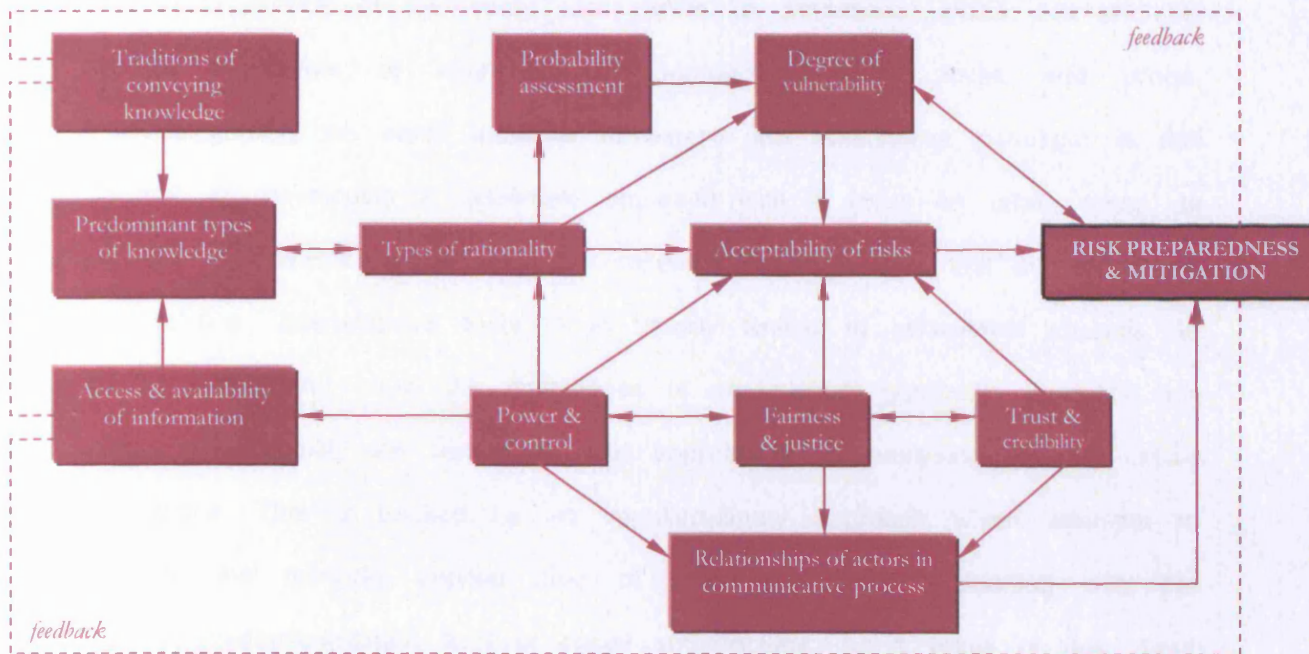 feedback
Traditions of
conveying
knowledge
Probability
assessment
Degree of
vulnerability
Predominant types
of knowledge
Types of rationality
Acceptability of risks
RISK PREPAREDNESS
& MITIGATION
Access & availability
of information
Power &
control
Fairness
& justice
Trust &
credibility
Relationships of actors in
communicative process
feedback